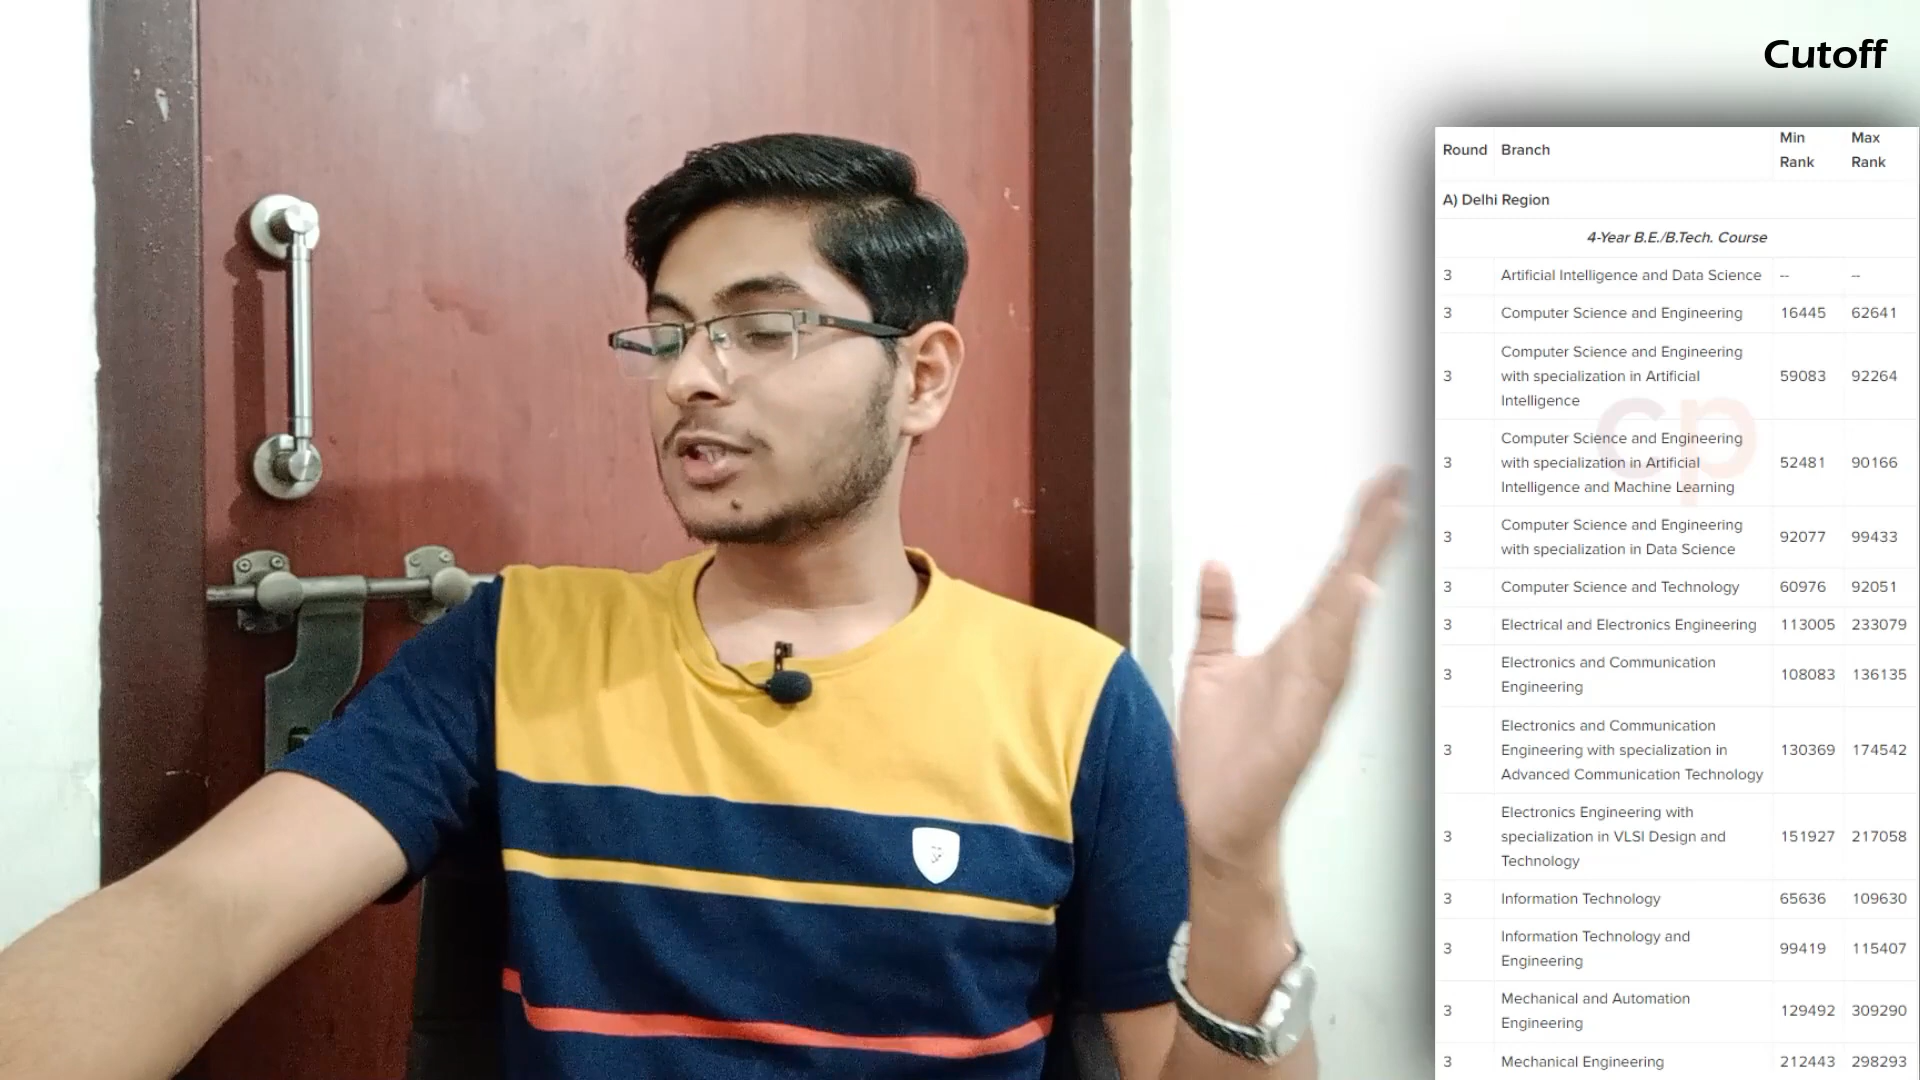 Cutoff
Round Branch Min Rank Max Rank
A) Delhi Region
4-Year B.E./B.Tech. Course
3 Artificial Intelligence and Data Science -- --
3 Computer Science and Engineering 16445 62641
3 Computer Science and Engineering with specialization in Artificial Intelligence 59083 92264
3 Computer Science and Engineering with specialization in Artificial Intelligence and Machine Learning 52481 90166
3 Computer Science and Engineering with specialization in Data Science 92077 99433
3 Computer Science and Technology 60976 92051
3 Electrical and Electronics Engineering 113005 233079
3 Electronics and Communication Engineering 108083 136135
3 Electronics and Communication Engineering with specialization in Advanced Communication Technology 130369 174542
3 Electronics Engineering with specialization in VLSI Design and Technology 151927 217058
3 Information Technology 65636 109630
3 Information Technology and Engineering 99419 115407
3 Mechanical and Automation Engineering 129492 309290
3 Mechanical Engineering 212443 298293
cp